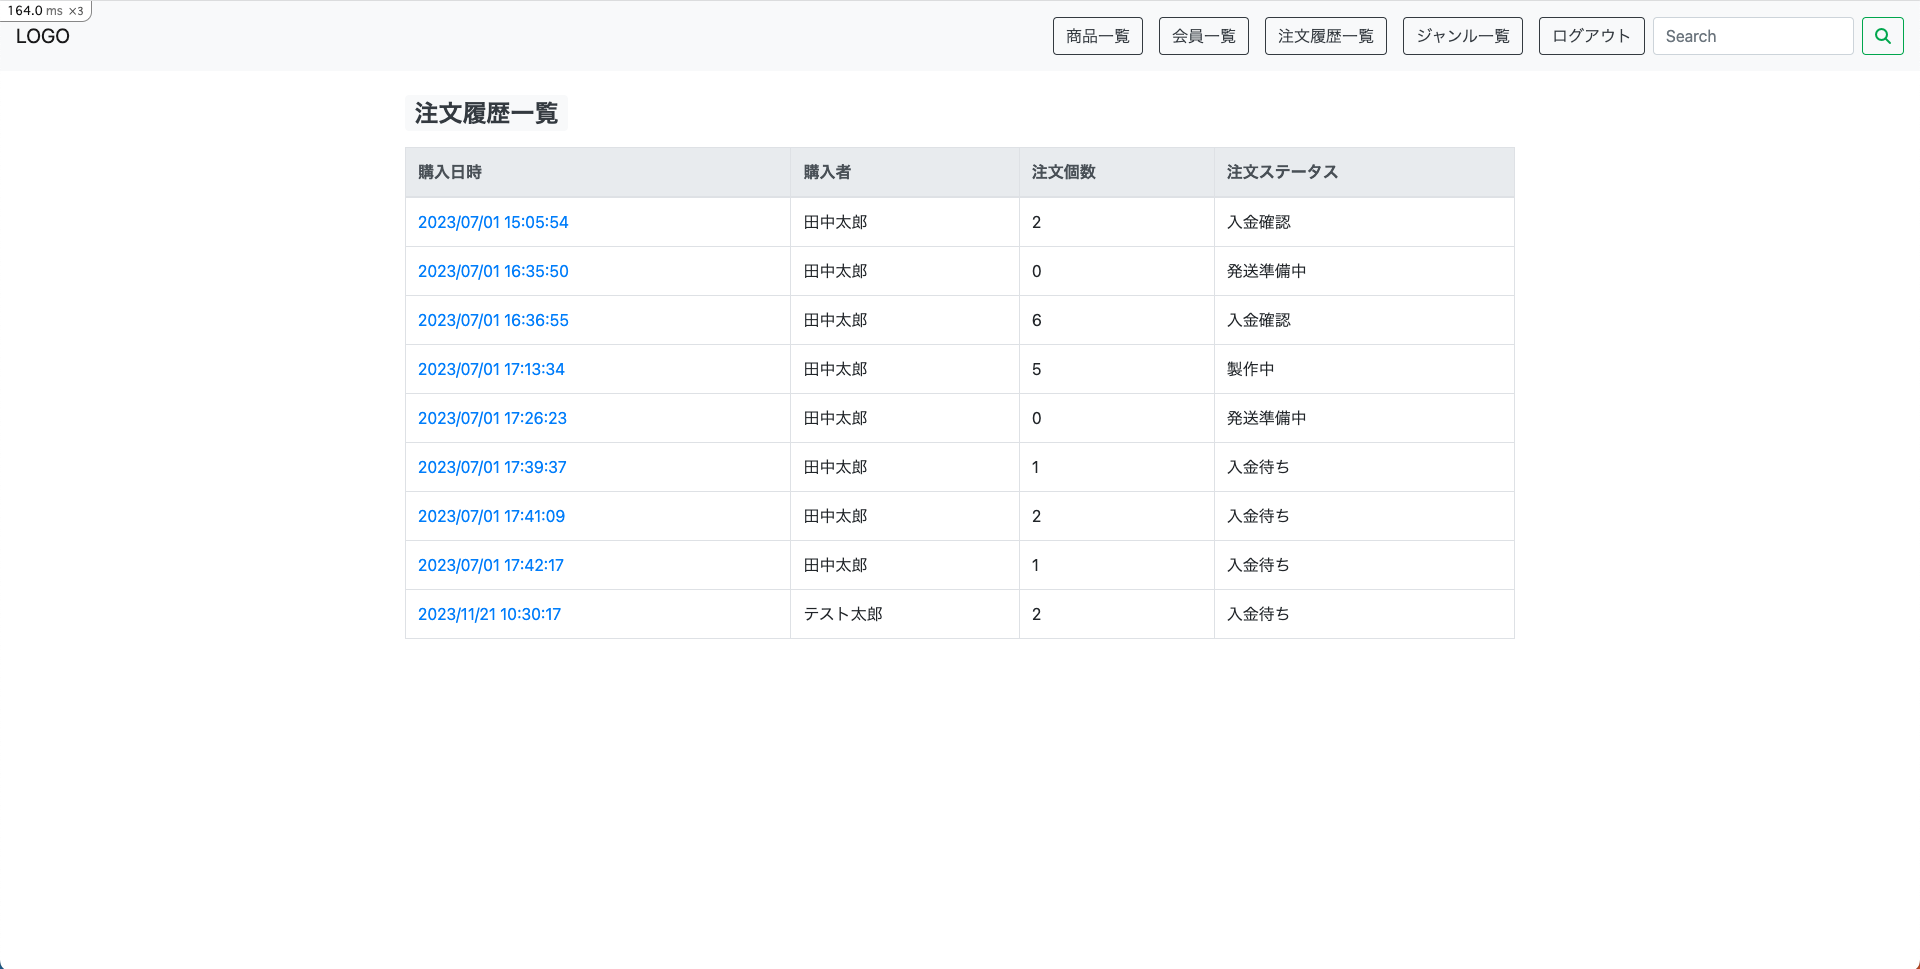 164.0 ms ×3
LOGO 商品一覧 会員一覧 注文履歴一覧 ジャンル一覧 ログアウト Search
注文履歴一覧
購入日時 購入者 注文個数 注文ステータス
2023/07/01 15:05:54 田中太郎 2 入金確認
2023/07/01 16:35:50 田中太郎 0 発送準備中
2023/07/01 16:36:55 田中太郎 6 入金確認
2023/07/01 17:13:34 田中太郎 5 製作中
2023/07/01 17:26:23 田中太郎 0 発送準備中
2023/07/01 17:39:37 田中太郎 1 入金待ち
2023/07/01 17:41:09 田中太郎 2 入金待ち
2023/07/01 17:42:17 田中太郎 1 入金待ち
2023/11/21 10:30:17 テスト太郎 2 入金待ち